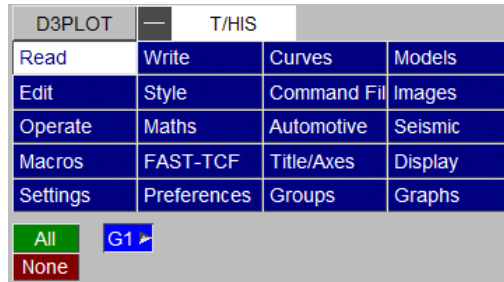 D3PLOT — T/HIS
Read Write Curves Models
Edit Style Command Fil Images
Operate Maths Automotive Seismic
Macros FAST-TCF Title/Axes Display
Settings Preferences Groups Graphs
All G1
None